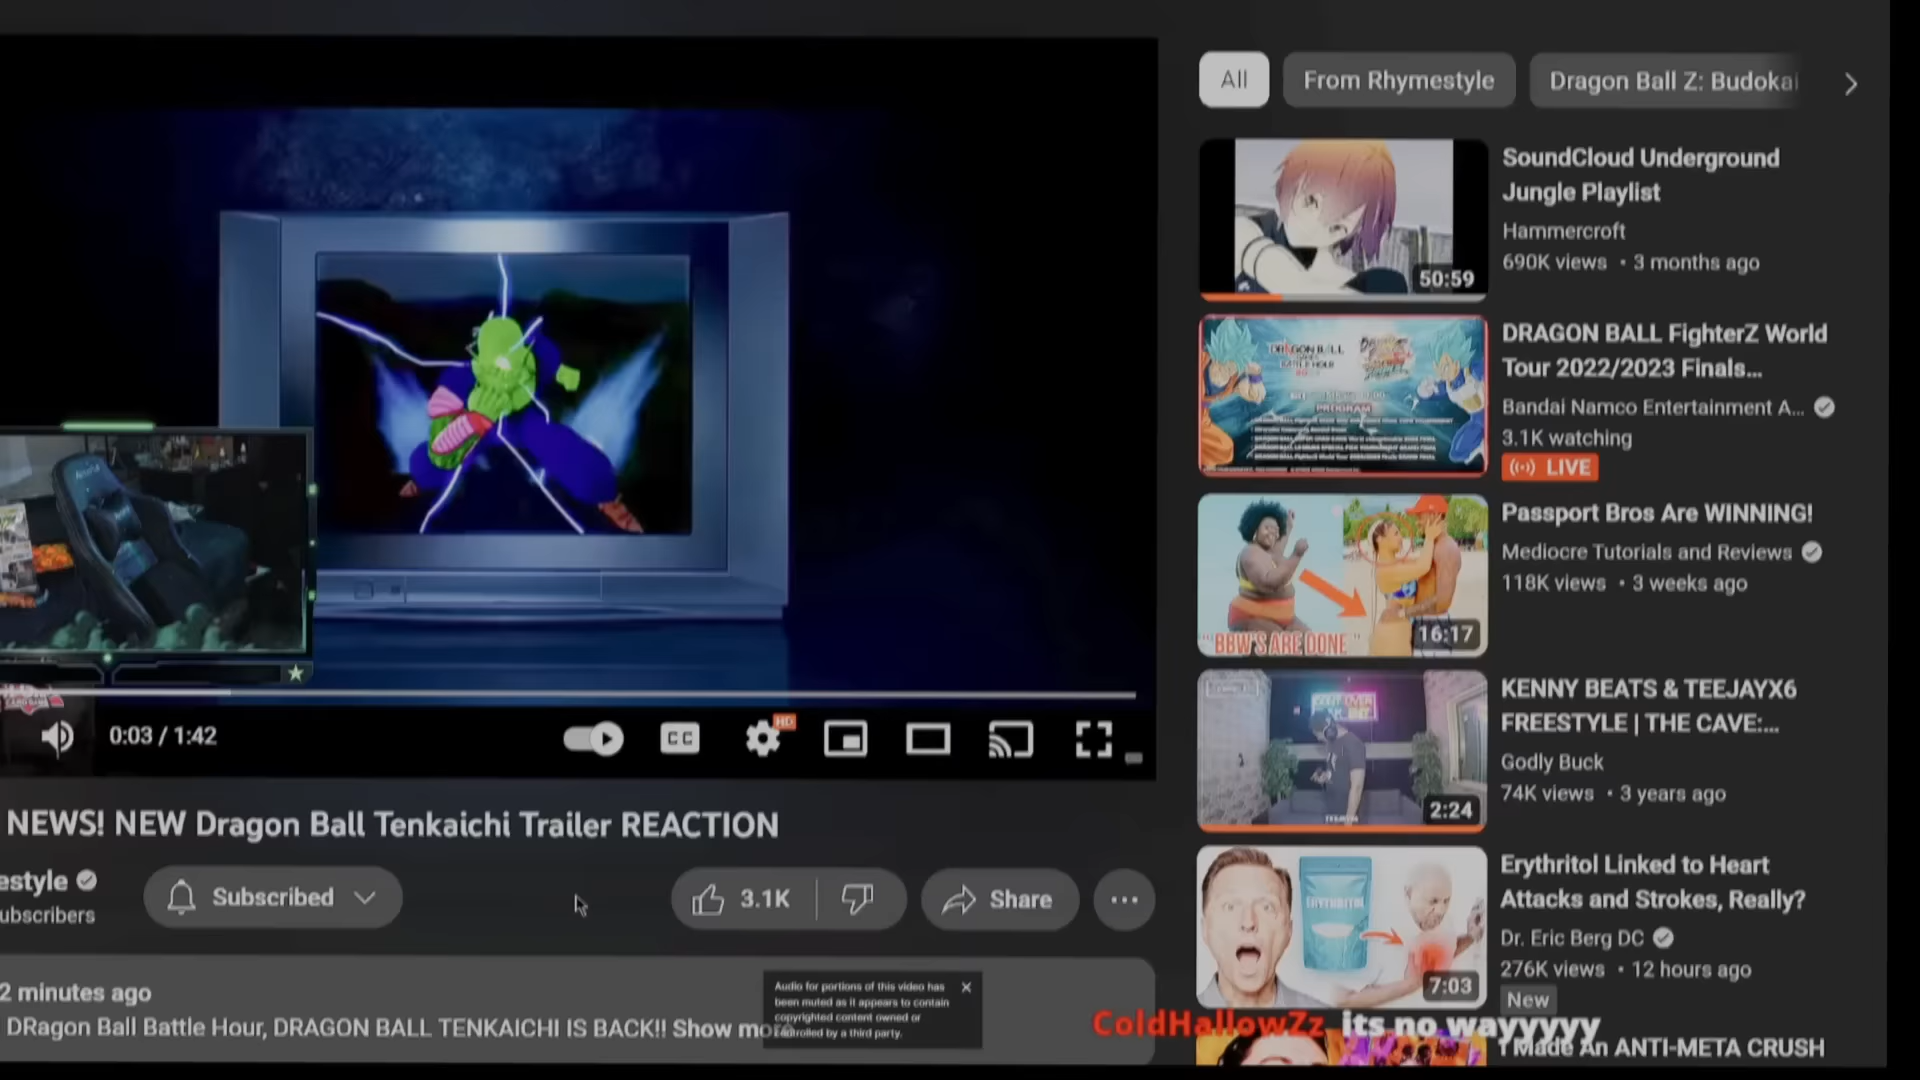 All
From Rhymestyle
Dragon Ball Z: Budokai
SoundCloud Underground
Jungle Playlist
Hammercroft
690K views • 3 months ago
50:59
DRAGON BALL FighterZ World
Tour 2022/2023 Finals...
Bandai Namco Entertainment A...
3.1K watching
LIVE
PROGRAM
Passport Bros Are WINNING!
Mediocre Tutorials and Reviews
118K views • 3 weeks ago
"BBW'S ARE DONE"
16:17
KENNY BEATS & TEEJAYX6
FREESTYLE | THE CAVE:...
Godly Buck
74K views • 3 years ago
2:24
Erythritol Linked to Heart
Attacks and Strokes, Really?
Dr. Eric Berg DC
276K views • 12 hours ago
New
ERYTHRITOL
7:03
I Made An ANTI-META CRUSH
0:03 / 1:42
CC
HD
NEWS! NEW Dragon Ball Tenkaichi Trailer REACTION
estyle
ubscribers
Subscribed
3.1K
Share
2 minutes ago
DRagon Ball Battle Hour, DRAGON BALL TENKAICHI IS BACK!! Show more
Audio for portions of this video has
been muted as it appears to contain
copyrighted content owned or
controlled by a third party.
ColdHallowZz its no wayyyyy